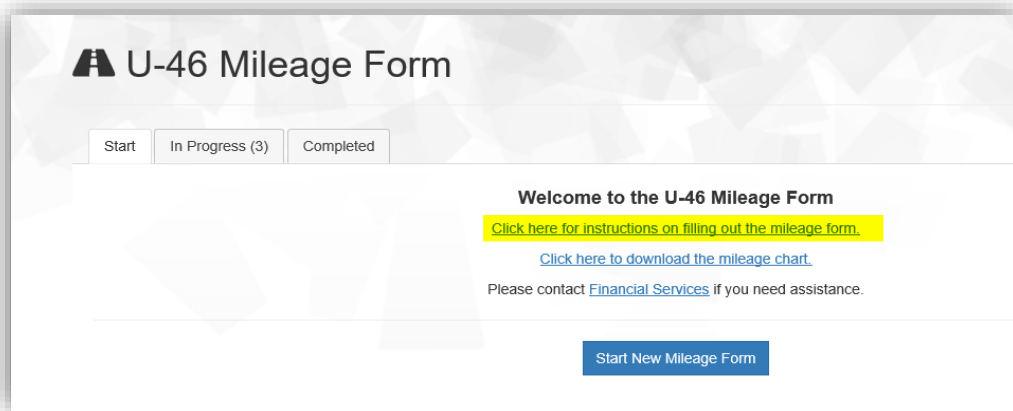 U-46 Mileage Form
Start In Progress (3) Completed
Welcome to the U-46 Mileage Form
Click here for instructions on filling out the mileage form.
Click here to download the mileage chart.
Please contact Financial Services if you need assistance.
Start New Mileage Form